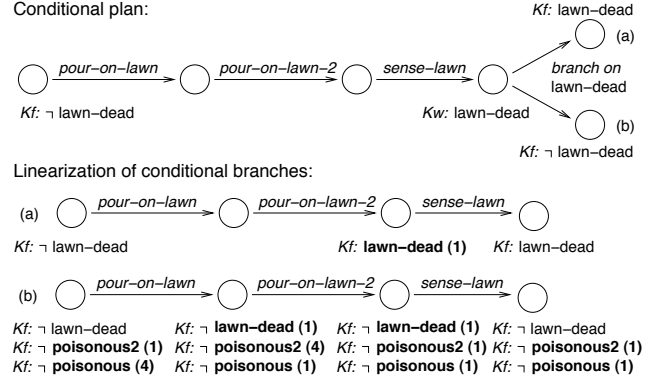 Conditional plan:
Kf: lawn−dead
(a)
pour−on−lawn pour−on−lawn−2 sense−lawn
branch on
lawn−dead
Kf: ¬ lawn−dead Kw: lawn−dead
(b)
Kf: ¬ lawn−dead
Linearization of conditional branches:
(a) pour−on−lawn pour−on−lawn−2 sense−lawn
Kf: ¬ lawn−dead Kf: lawn−dead (1) Kf: lawn−dead
(b) pour−on−lawn pour−on−lawn−2 sense−lawn
Kf: ¬ lawn−dead Kf: ¬ lawn−dead (1) Kf: ¬ lawn−dead (1) Kf: ¬ lawn−dead
Kf: ¬ poisonous2 (1) Kf: ¬ poisonous2 (4) Kf: ¬ poisonous2 (1) Kf: ¬ poisonous2 (1)
Kf: ¬ poisonous (4) Kf: ¬ poisonous (1) Kf: ¬ poisonous (1) Kf: ¬ poisonous (1)